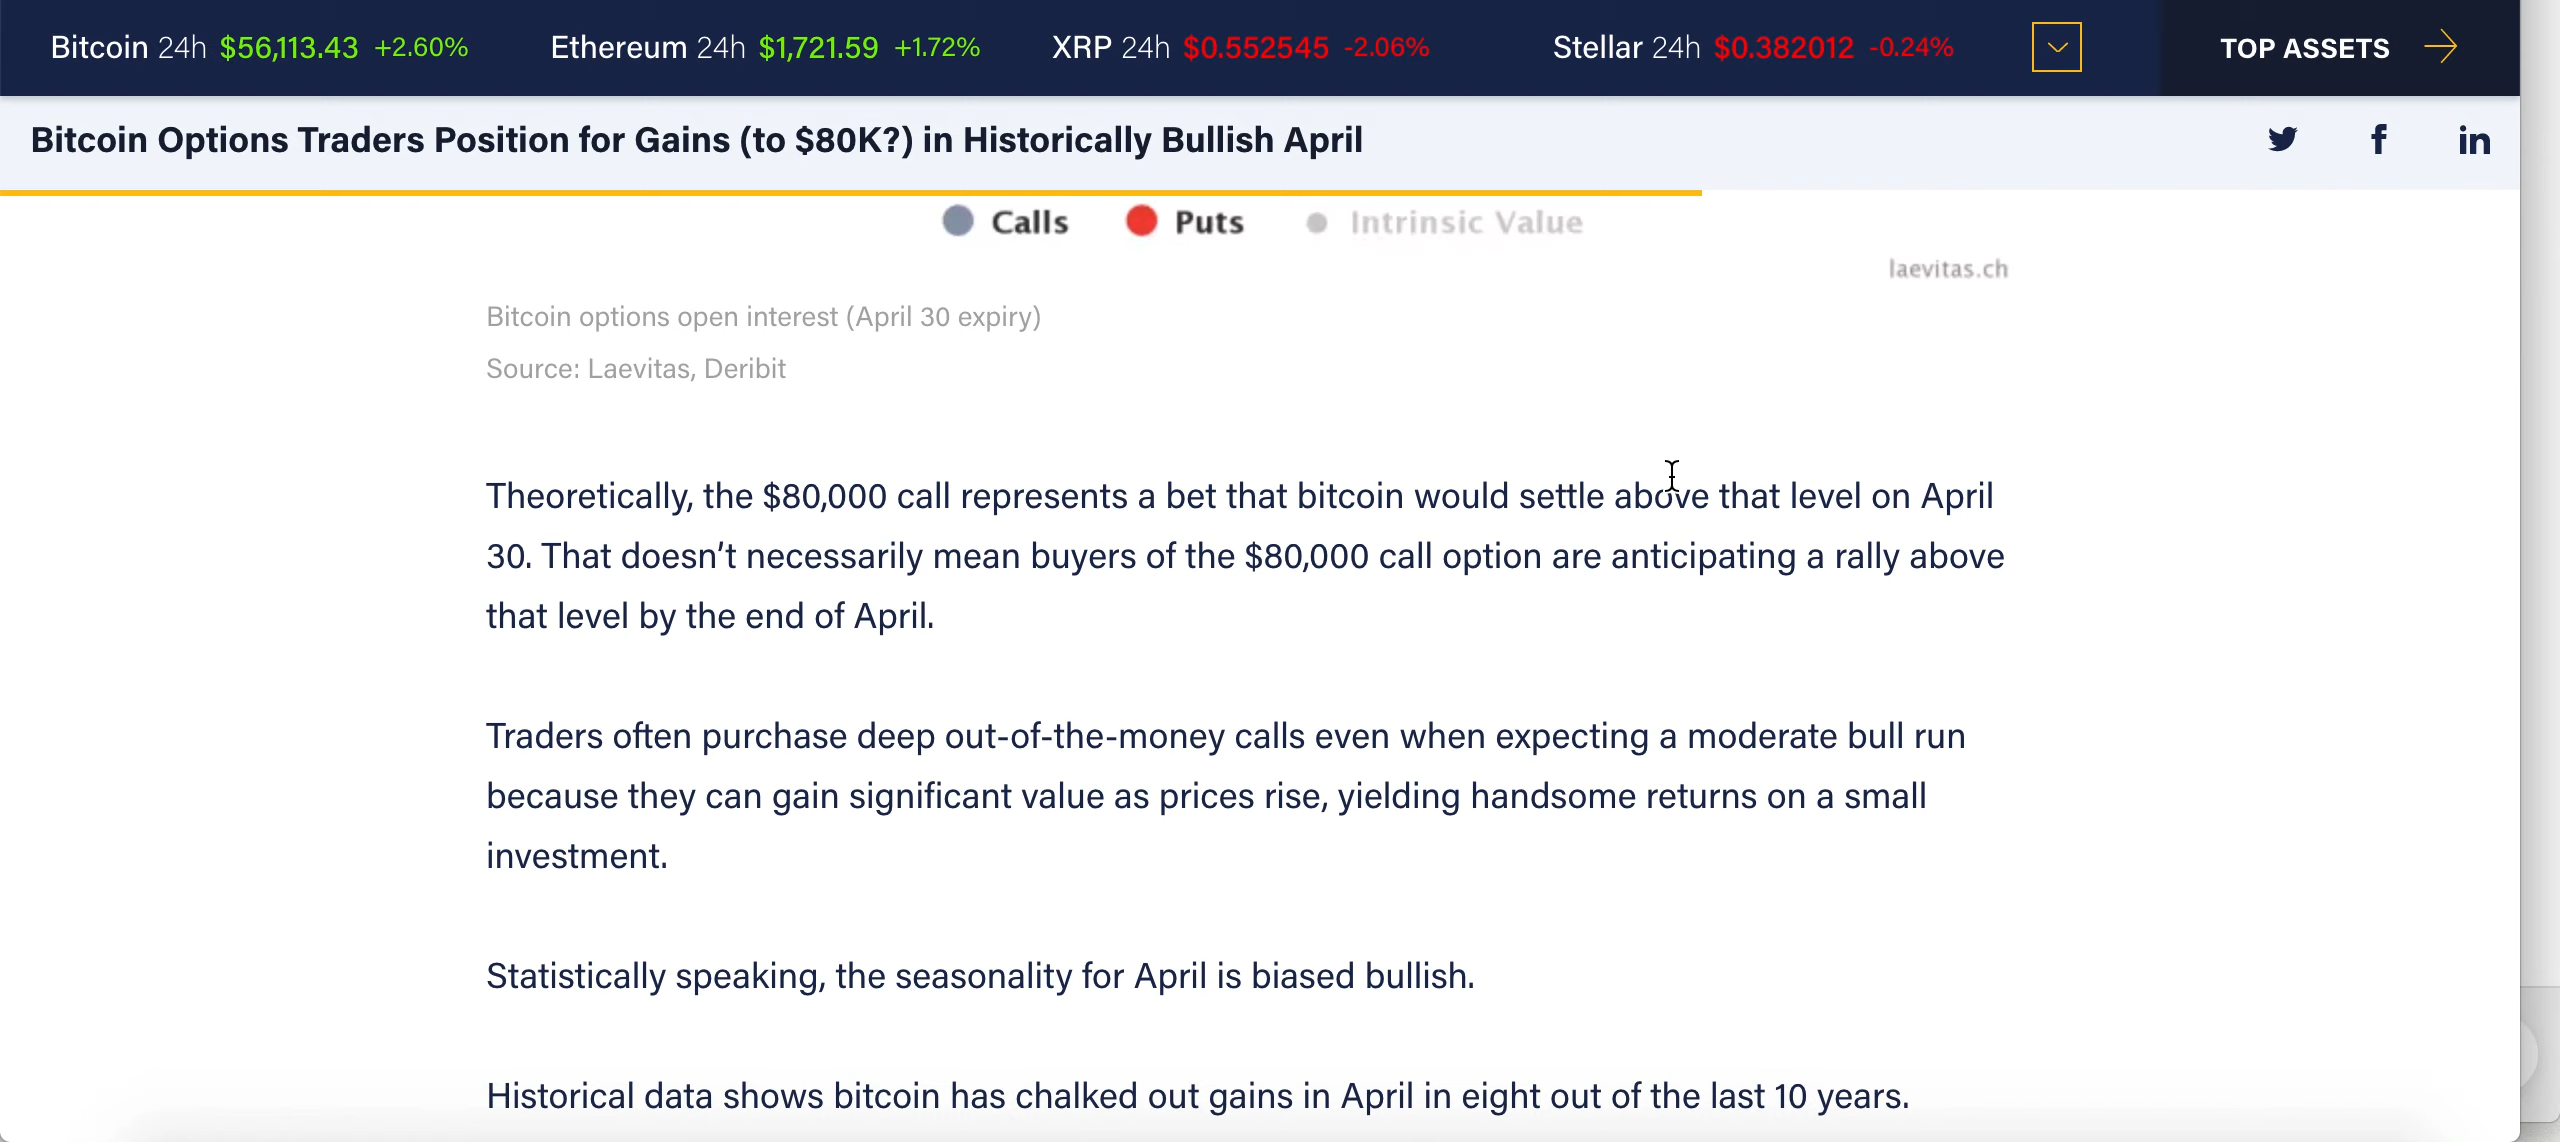 Bitcoin 24h $56,113.43 +2.60% Ethereum 24h $1,721.59 +1.72% XRP 24h $0.552545 -2.06% Stellar 24h $0.382012 -0.24% TOP ASSETS
Bitcoin Options Traders Position for Gains (to $80K?) in Historically Bullish April
Calls Puts Intrinsic Value
laevitas.ch
Bitcoin options open interest (April 30 expiry)
Source: Laevitas, Deribit
Theoretically, the $80,000 call represents a bet that bitcoin would settle above that level on April
30. That doesn’t necessarily mean buyers of the $80,000 call option are anticipating a rally above
that level by the end of April.
Traders often purchase deep out-of-the-money calls even when expecting a moderate bull run
because they can gain significant value as prices rise, yielding handsome returns on a small
investment.
Statistically speaking, the seasonality for April is biased bullish.
Historical data shows bitcoin has chalked out gains in April in eight out of the last 10 years.